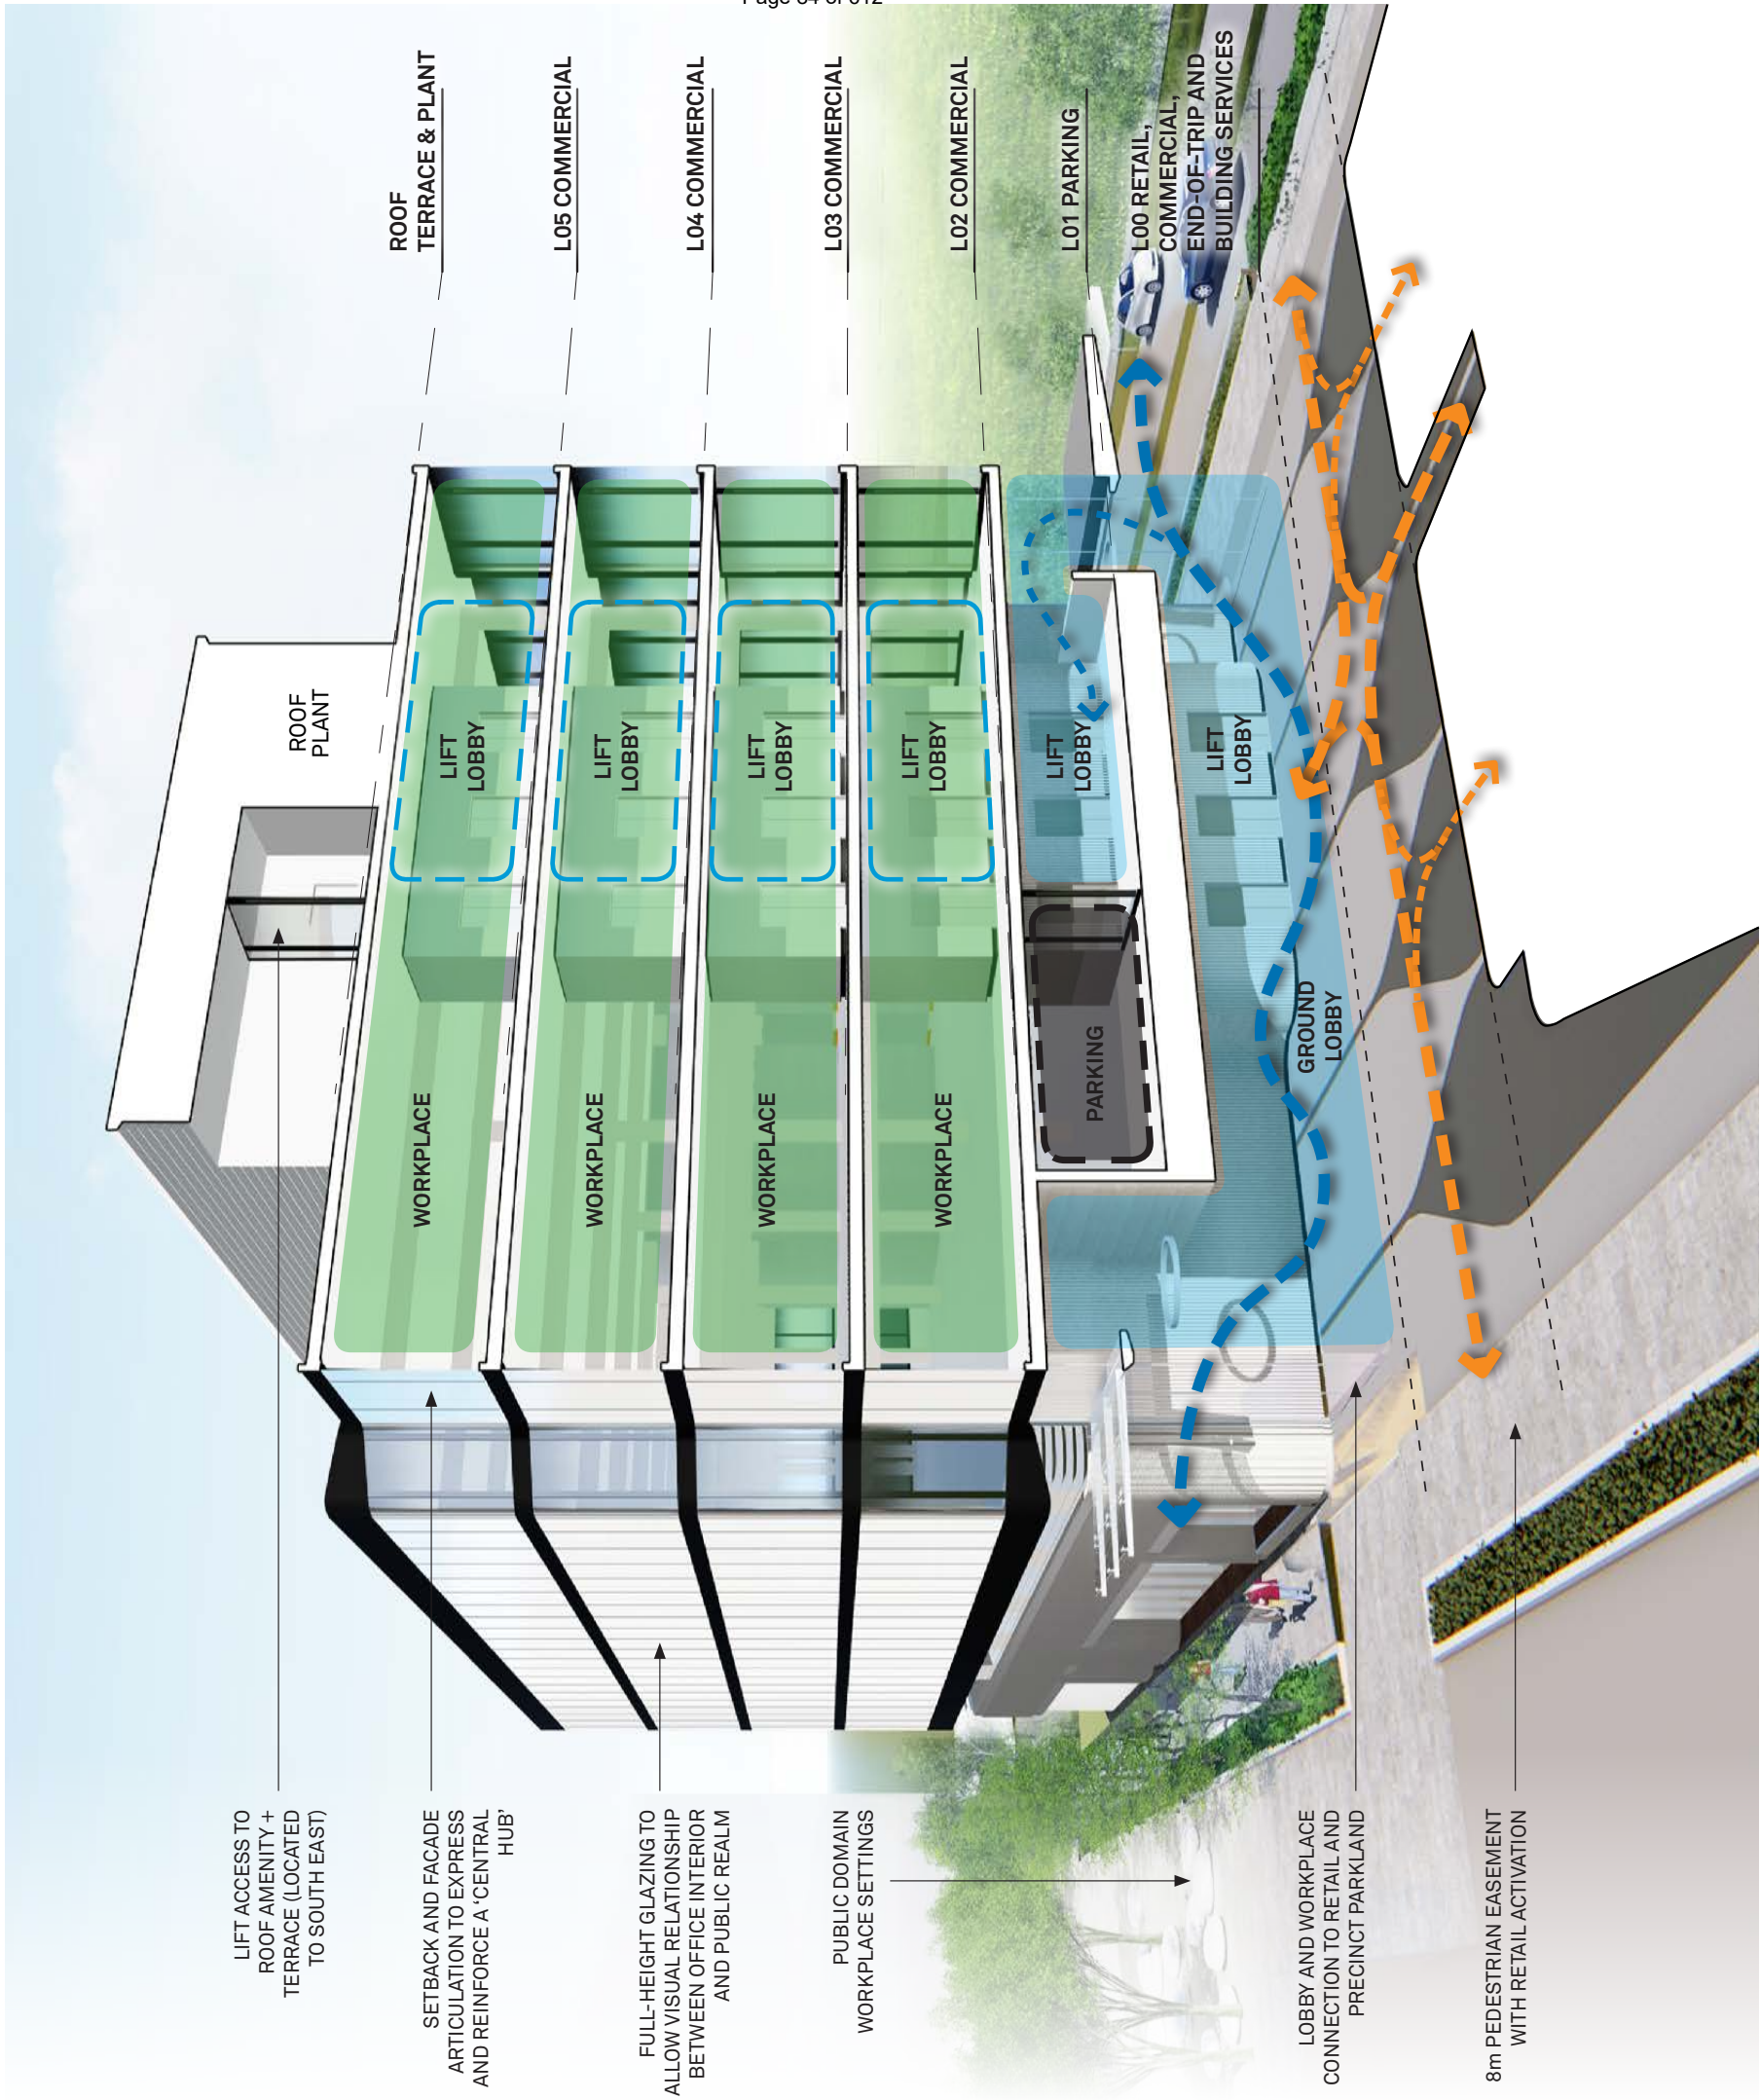 Page 84 of 612
LIFT ACCESS TO
ROOF AMENITY +
TERRACE (LOCATED
TO SOUTH EAST)
SETBACK AND FACADE
ARTICULATION TO EXPRESS
AND REINFORCE A ‘CENTRAL
HUB’
FULL-HEIGHT GLAZING TO
ALLOW VISUAL RELATIONSHIP
BETWEEN OFFICE INTERIOR
AND PUBLIC REALM
PUBLIC DOMAIN
WORKPLACE SETTINGS
LOBBY AND WORKPLACE
CONNECTION TO RETAIL AND
PRECINCT PARKLAND
8m PEDESTRIAN EASEMENT
WITH RETAIL ACTIVATION
ROOF
PLANT
WORKPLACE
LIFT
LOBBY
WORKPLACE
LIFT
LOBBY
WORKPLACE
LIFT
LOBBY
WORKPLACE
LIFT
LOBBY
PARKING
LIFT
LOBBY
GROUND
LOBBY
LIFT
LOBBY
ROOF
TERRACE & PLANT
L05 COMMERCIAL
L04 COMMERCIAL
L03 COMMERCIAL
L02 COMMERCIAL
L01 PARKING
L00 RETAIL,
COMMERCIAL,
END-OF-TRIP AND
BUILDING SERVICES